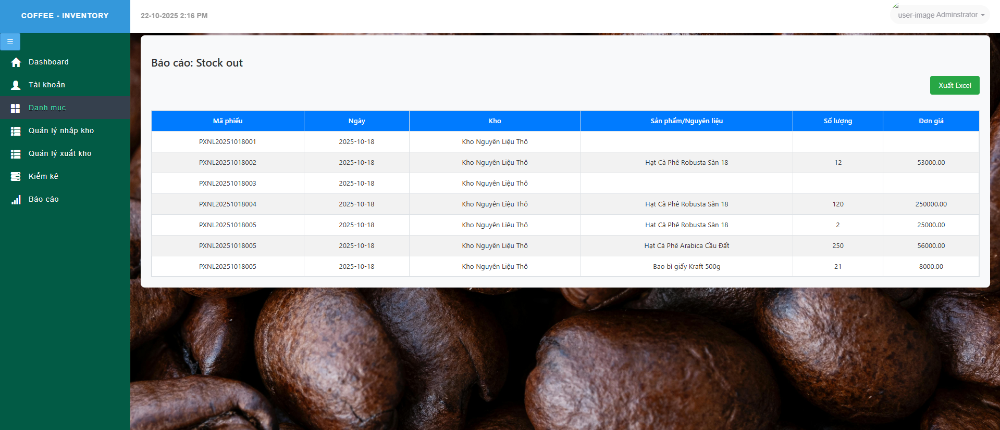 COFFEE - INVENTORY
22-10-2025 2:16 PM
user-image Adminstrator
☰
Dashboard
Tài khoản
Danh mục
Quản lý nhập kho
Quản lý xuất kho
Kiểm kê
Báo cáo
Báo cáo: Stock out
Xuất Excel
Mã phiếu Ngày Kho Sản phẩm/Nguyên liệu Số lượng Đơn giá
PXNL20251018001 2025-10-18 Kho Nguyên Liệu Thô
PXNL20251018002 2025-10-18 Kho Nguyên Liệu Thô Hạt Cà Phê Robusta Sàn 18 12 53000.00
PXNL20251018003 2025-10-18 Kho Nguyên Liệu Thô
PXNL20251018004 2025-10-18 Kho Nguyên Liệu Thô Hạt Cà Phê Robusta Sàn 18 120 250000.00
PXNL20251018005 2025-10-18 Kho Nguyên Liệu Thô Hạt Cà Phê Robusta Sàn 18 2 25000.00
PXNL20251018005 2025-10-18 Kho Nguyên Liệu Thô Hạt Cà Phê Arabica Cầu Đất 250 56000.00
PXNL20251018005 2025-10-18 Kho Nguyên Liệu Thô Bao bì giấy Kraft 500g 21 8000.00